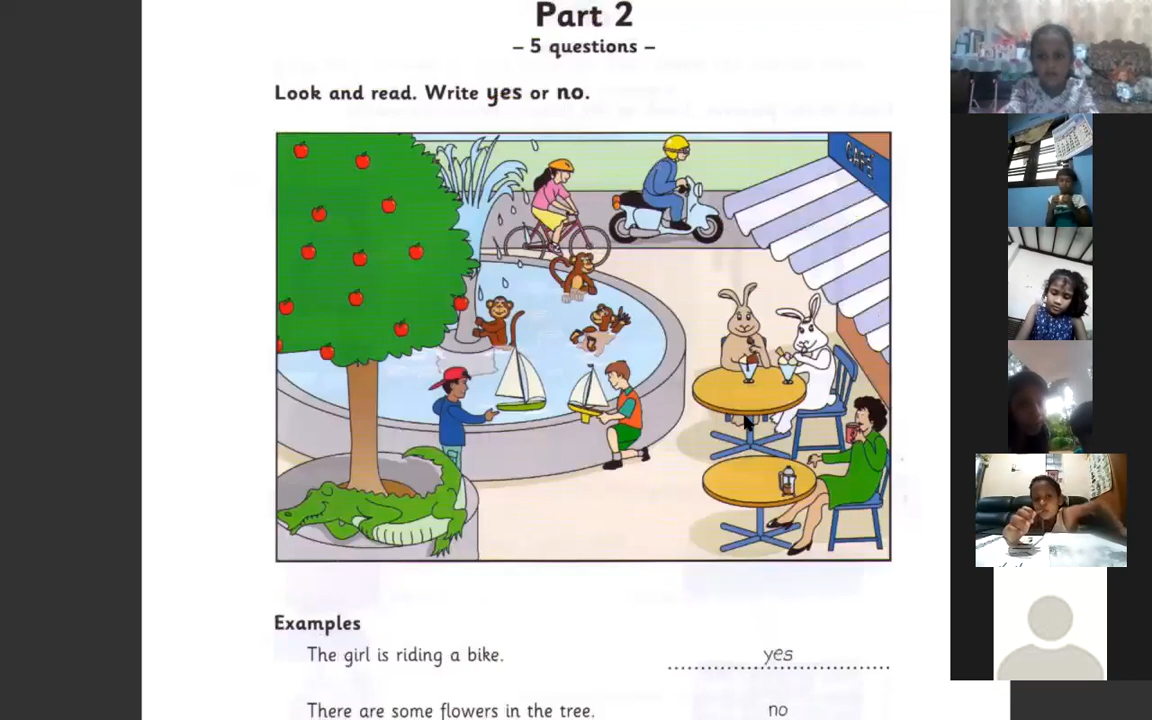 Part 2
– 5 questions –
Look and read. Write yes or no.
CAFE
Examples
The girl is riding a bike.
yes
There are some flowers in the tree.
no